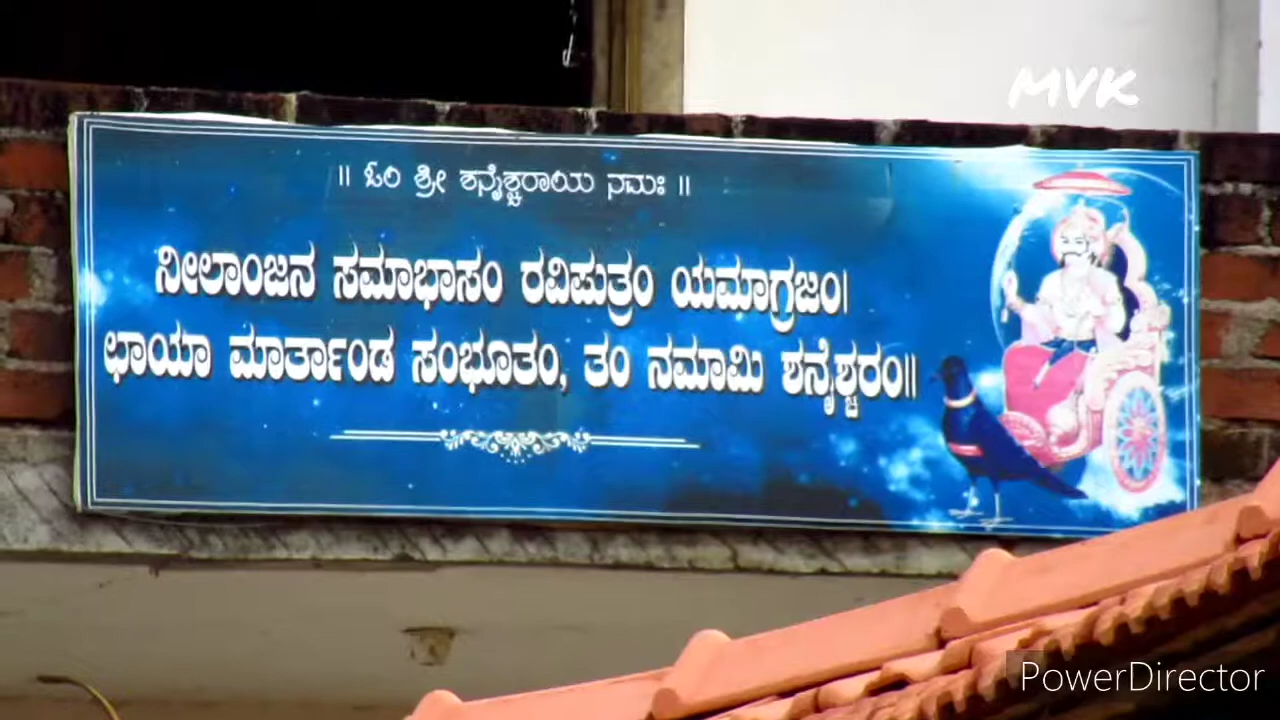 MVK
॥ ಓಂ ಶ್ರೀ ಶನೈಶ್ಚರಾಯ ನಮಃ ॥
ನೀಲಾಂಜನ ಸಮಾಭಾಸಂ ರವಿಪುತ್ರಂ ಯಮಾಗ್ರಜಂ।
ಛಾಯಾ ಮಾರ್ತಾಂಡ ಸಂಭೂತಂ, ತಂ ನಮಾಮಿ ಶನೈಶ್ಚರಂ॥
PowerDirector